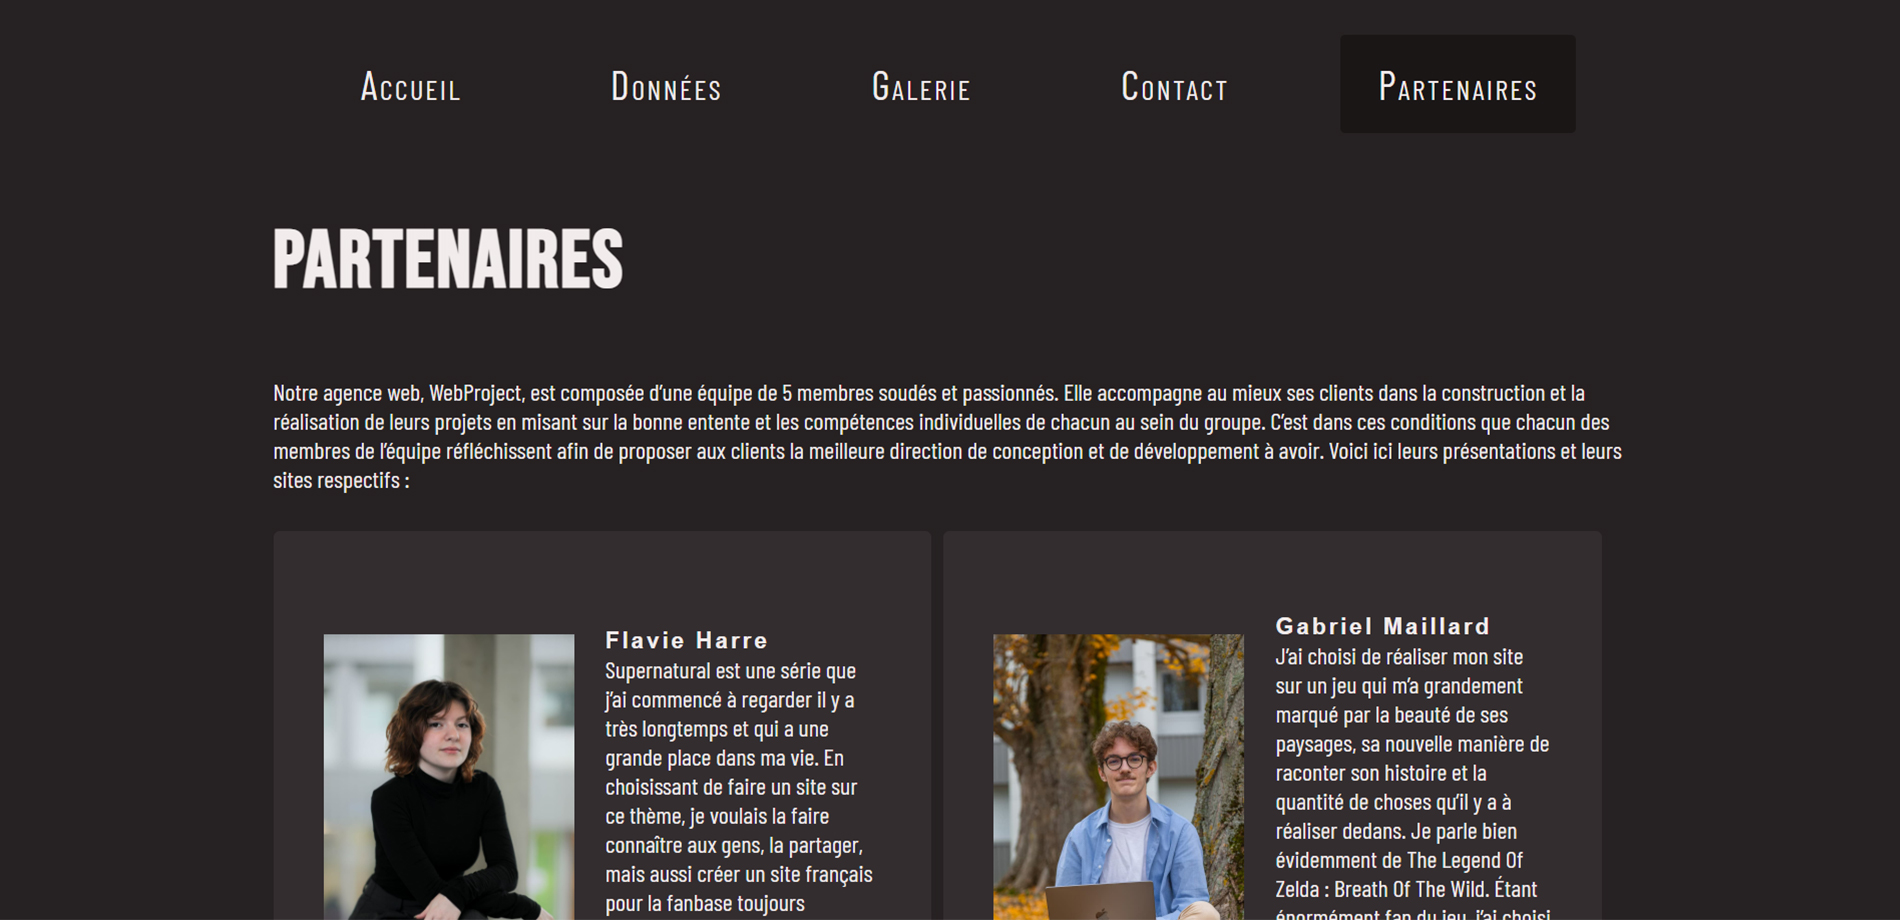 Accueil Données Galerie Contact Partenaires
PARTENAIRES
Notre agence web, WebProject, est composée d'une équipe de 5 membres soudés et passionnés. Elle accompagne au mieux ses clients dans la construction et la
réalisation de leurs projets en misant sur la bonne entente et les compétences individuelles de chacun au sein du groupe. C'est dans ces conditions que chacun des
membres de l'équipe réfléchissent afin de proposer aux clients la meilleure direction de conception et de développement à avoir. Voici ici leurs présentations et leurs
sites respectifs :
Flavie Harre
Supernatural est une série que
j'ai commencé à regarder il y a
très longtemps et qui a une
grande place dans ma vie. En
choisissant de faire un site sur
ce thème, je voulais la faire
connaître aux gens, la partager,
mais aussi créer un site français
pour la fanbase toujours
Gabriel Maillard
J'ai choisi de réaliser mon site
sur un jeu qui m'a grandement
marqué par la beauté de ses
paysages, sa nouvelle manière de
raconter son histoire et la
quantité de choses qu'il y a à
réaliser dedans. Je parle bien
évidemment de The Legend Of
Zelda : Breath Of The Wild. Étant
énormément fan du jeu, j'ai choisi